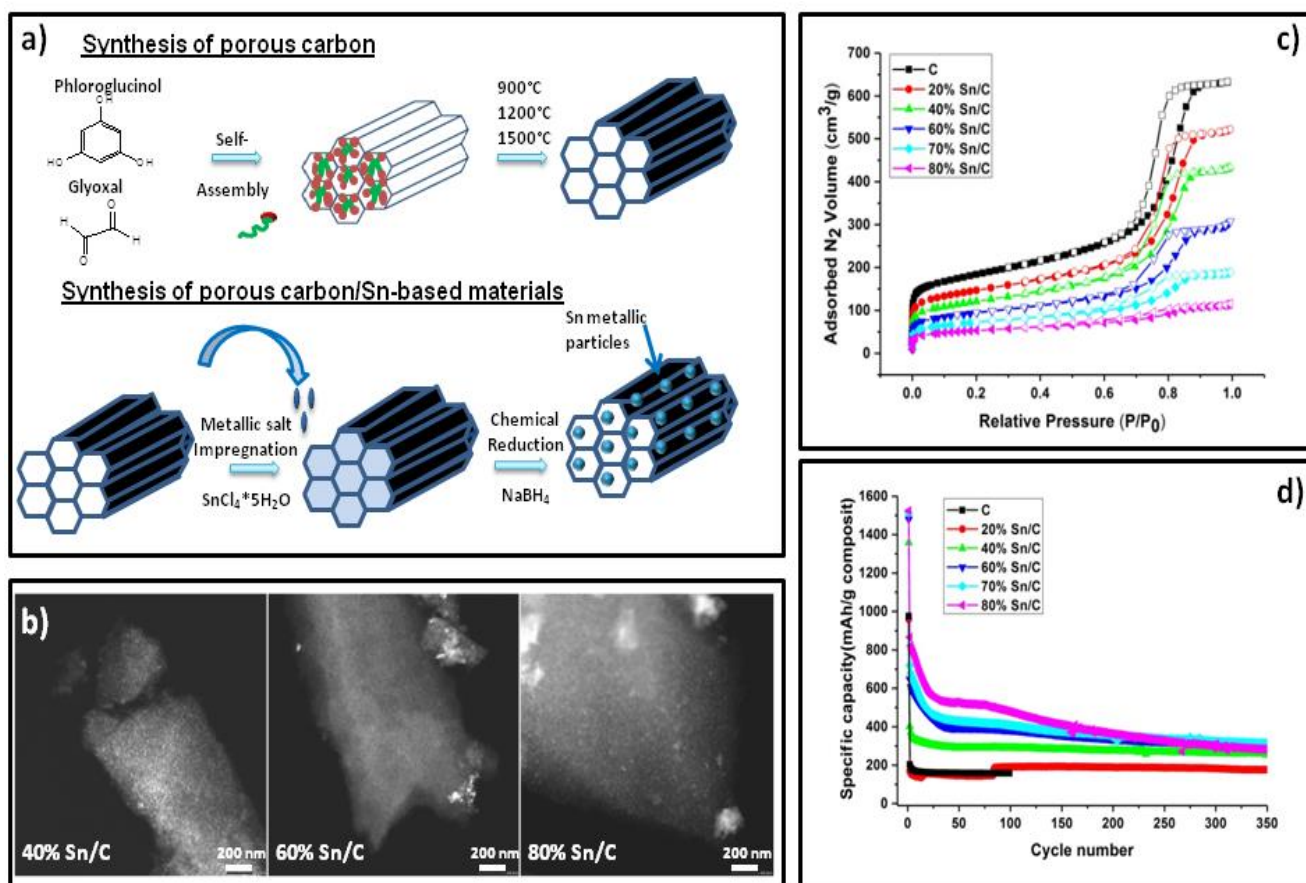 a)
Synthesis of porous carbon
Phloroglucinol
OH
HO
OH
Glyoxal
O
H
H
O
Self-
Assembly
900°C
1200°C
1500°C
Synthesis of porous carbon/Sn-based materials
Metallic salt
Impregnation
SnCl4*5H2O
Chemical
Reduction
NaBH4
Sn metallic
particles
b)
40% Sn/C
200 nm
60% Sn/C
200 nm
80% Sn/C
200 nm
c)
Adsorbed N2 Volume (cm3/g)
700
600
500
400
300
200
100
0
C
20% Sn/C
40% Sn/C
60% Sn/C
70% Sn/C
80% Sn/C
0.0 0.2 0.4 0.6 0.8 1.0
Relative Pressure (P/P0)
d)
Specific capacity(mAh/g composit)
1600
1400
1200
1000
800
600
400
200
0
C
20% Sn/C
40% Sn/C
60% Sn/C
70% Sn/C
80% Sn/C
0 50 100 150 200 250 300 350
Cycle number